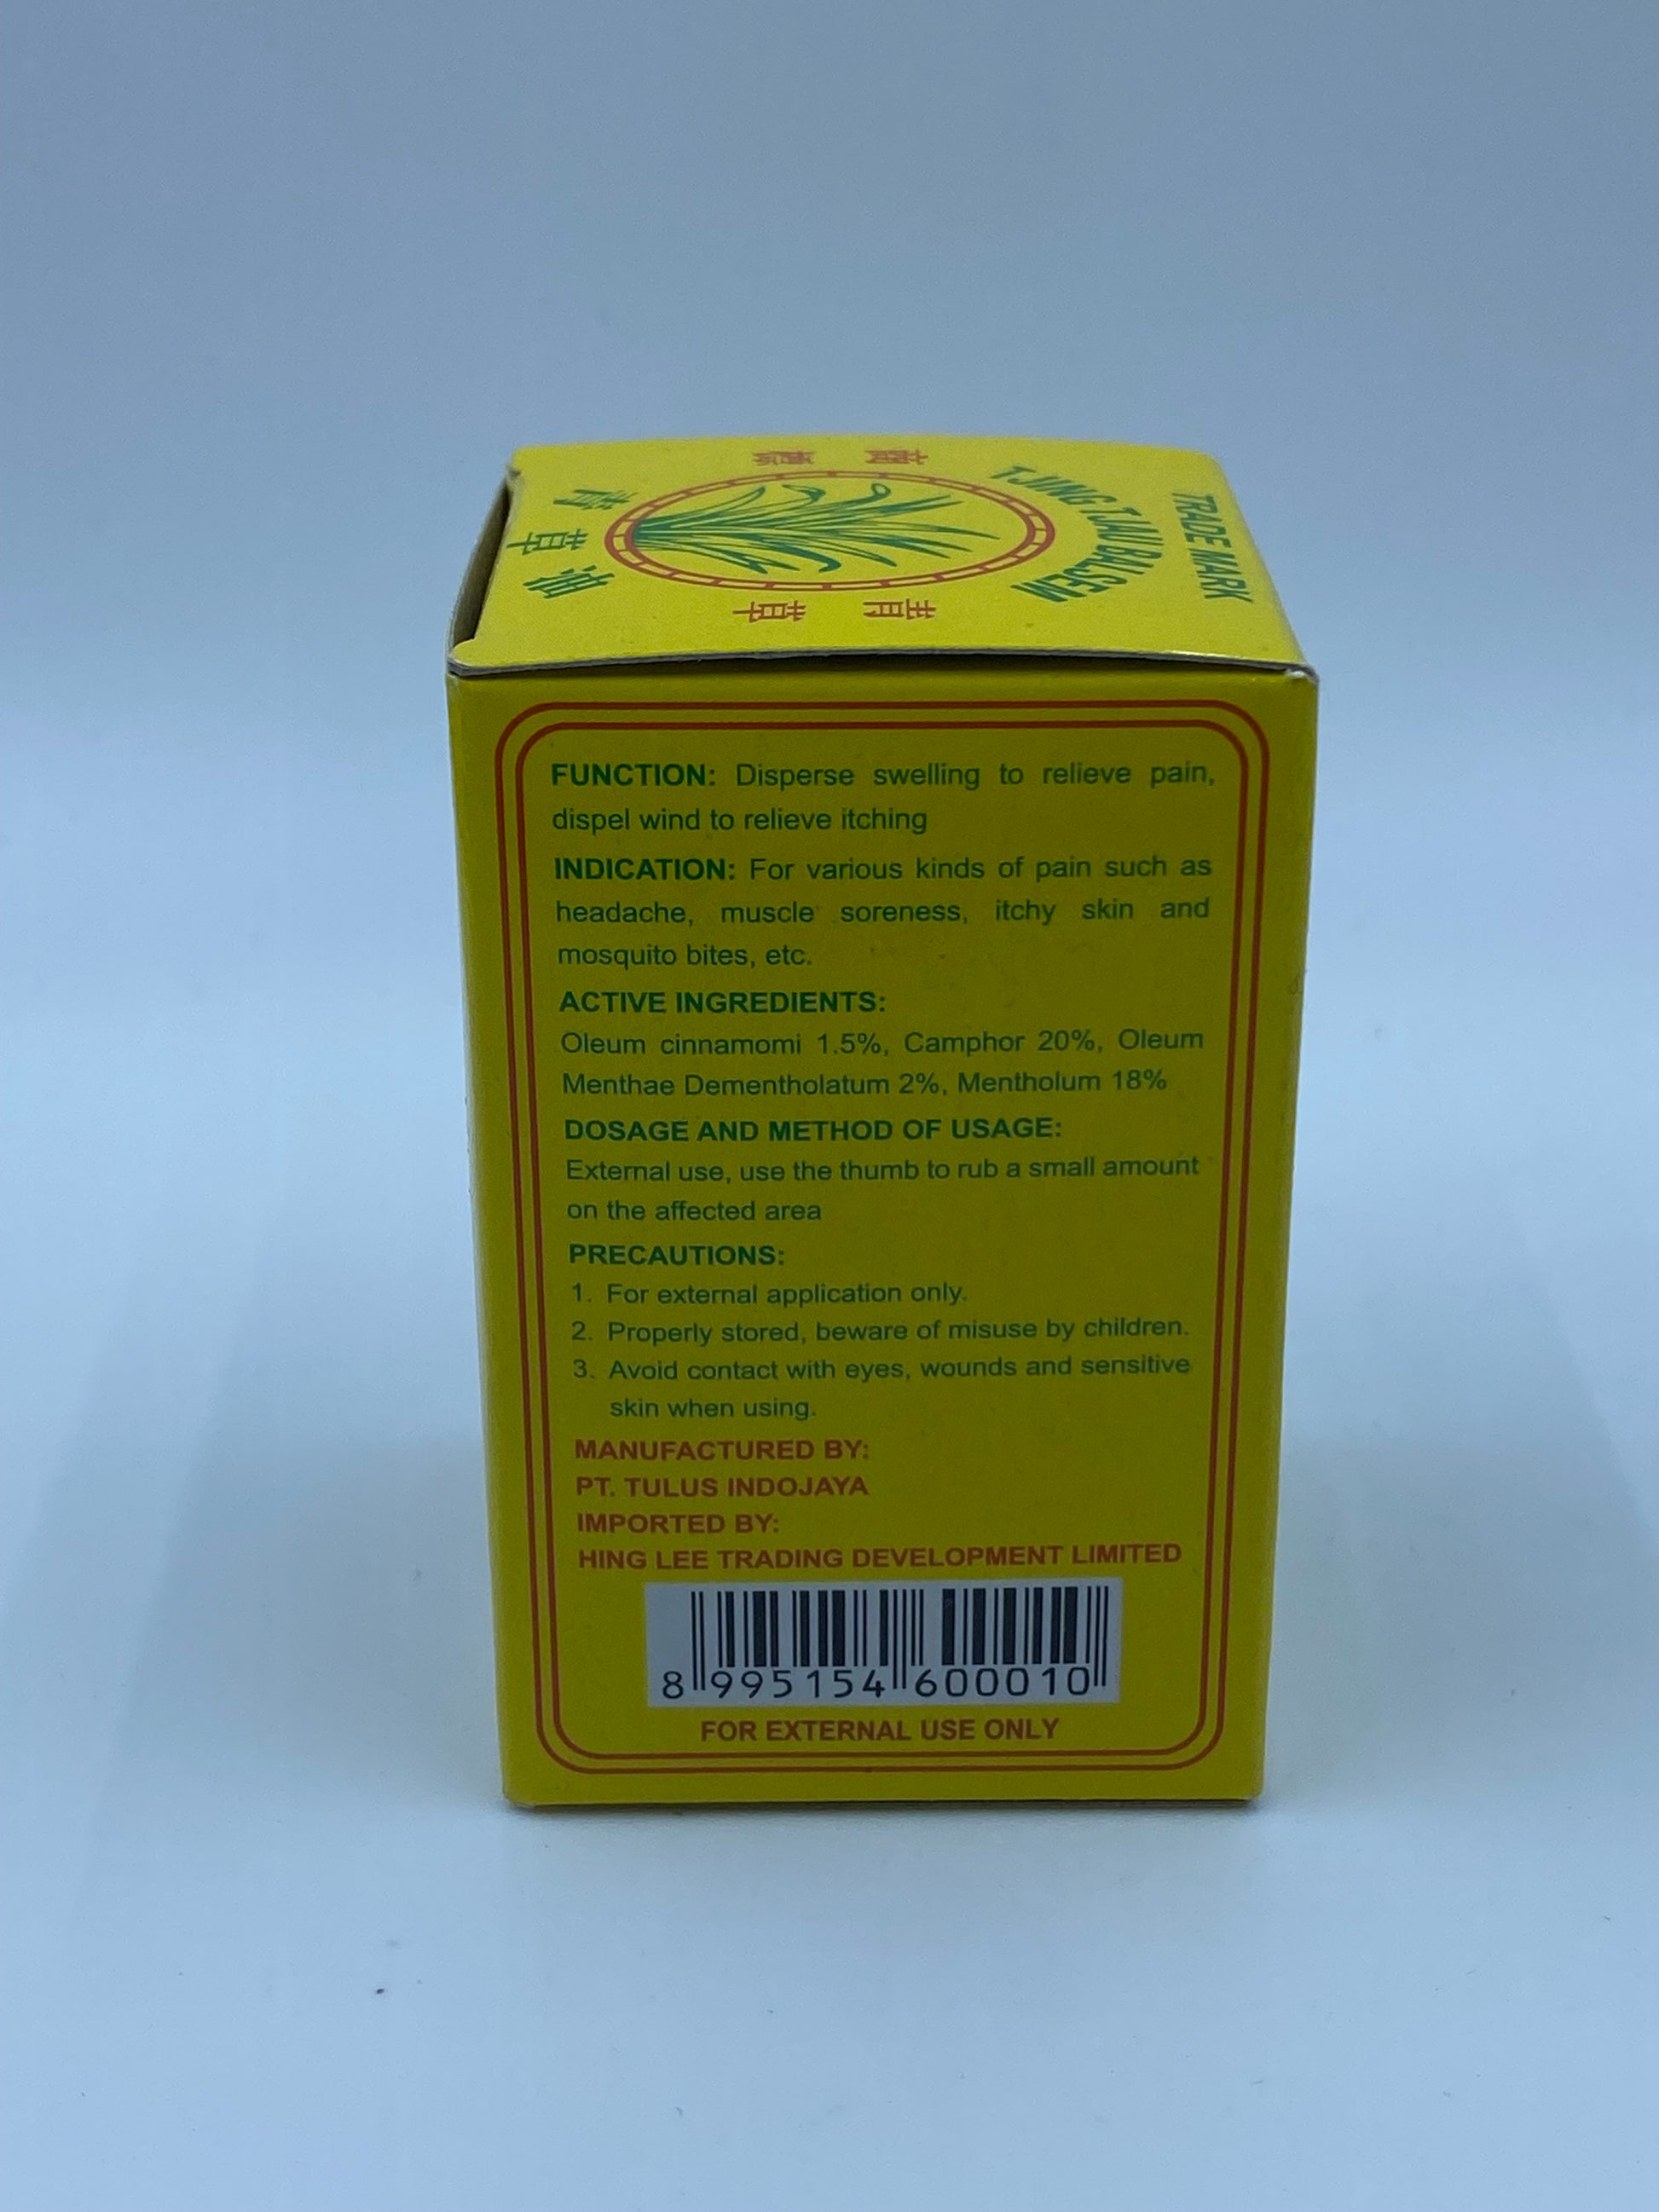 TRADE MARK
TJING TJAU BALSEM
青草
商標
青草
FUNCTION: Disperse swelling to relieve pain,
dispel wind to relieve itching
INDICATION: For various kinds of pain such as
headache, muscle soreness, itchy skin and
mosquito bites, etc.
ACTIVE INGREDIENTS:
Oleum cinnamomi 1.5%, Camphor 20%, Oleum
Menthae Dementholatum 2%, Mentholum 18%
DOSAGE AND METHOD OF USAGE:
External use, use the thumb to rub a small amount
on the affected area
PRECAUTIONS:
1. For external application only.
2. Properly stored, beware of misuse by children.
3. Avoid contact with eyes, wounds and sensitive
skin when using.
MANUFACTURED BY:
PT. TULUS INDOJAYA
IMPORTED BY:
HING LEE TRADING DEVELOPMENT LIMITED
8 995154 600010
FOR EXTERNAL USE ONLY